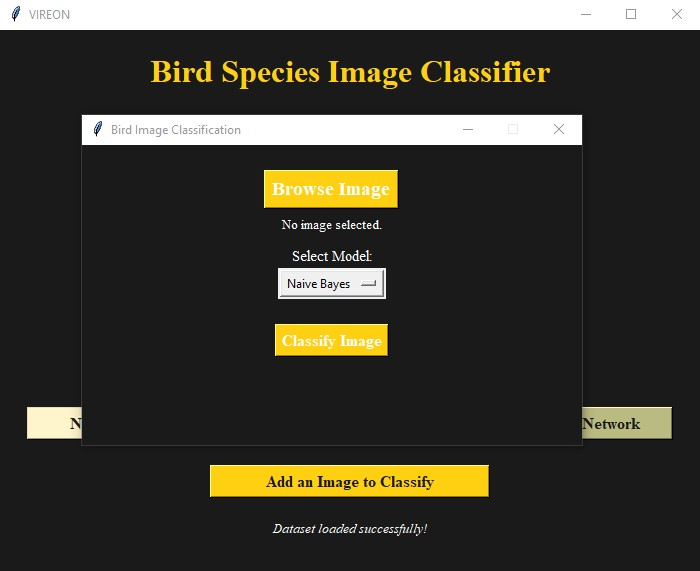 VIREON
Bird Species Image Classifier
Bird Image Classification
Browse Image
No image selected.
Select Model:
Naive Bayes
Classify Image
Network
Add an Image to Classify
Dataset loaded successfully!